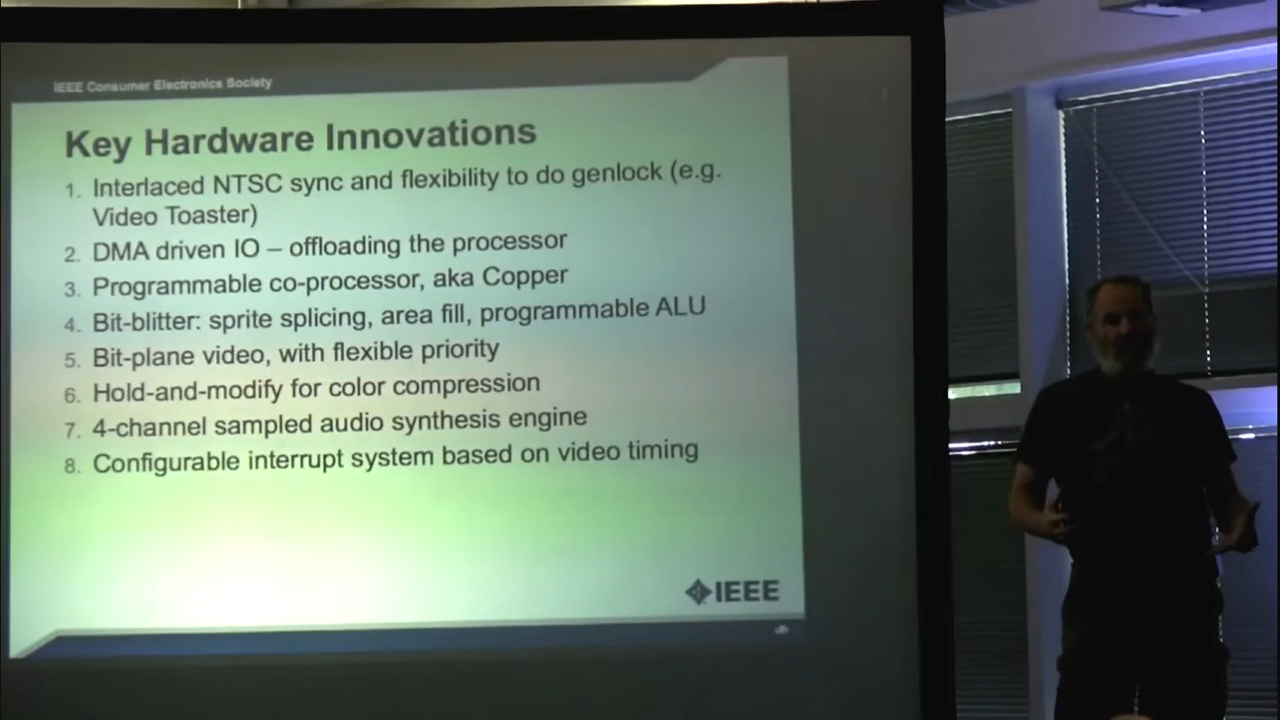 IEEE Consumer Electronics Society
Key Hardware Innovations
1. Interlaced NTSC sync and flexibility to do genlock (e.g.
Video Toaster)
2. DMA driven IO – offloading the processor
3. Programmable co-processor, aka Copper
4. Bit-blitter: sprite splicing, area fill, programmable ALU
5. Bit-plane video, with flexible priority
6. Hold-and-modify for color compression
7. 4-channel sampled audio synthesis engine
8. Configurable interrupt system based on video timing
IEEE